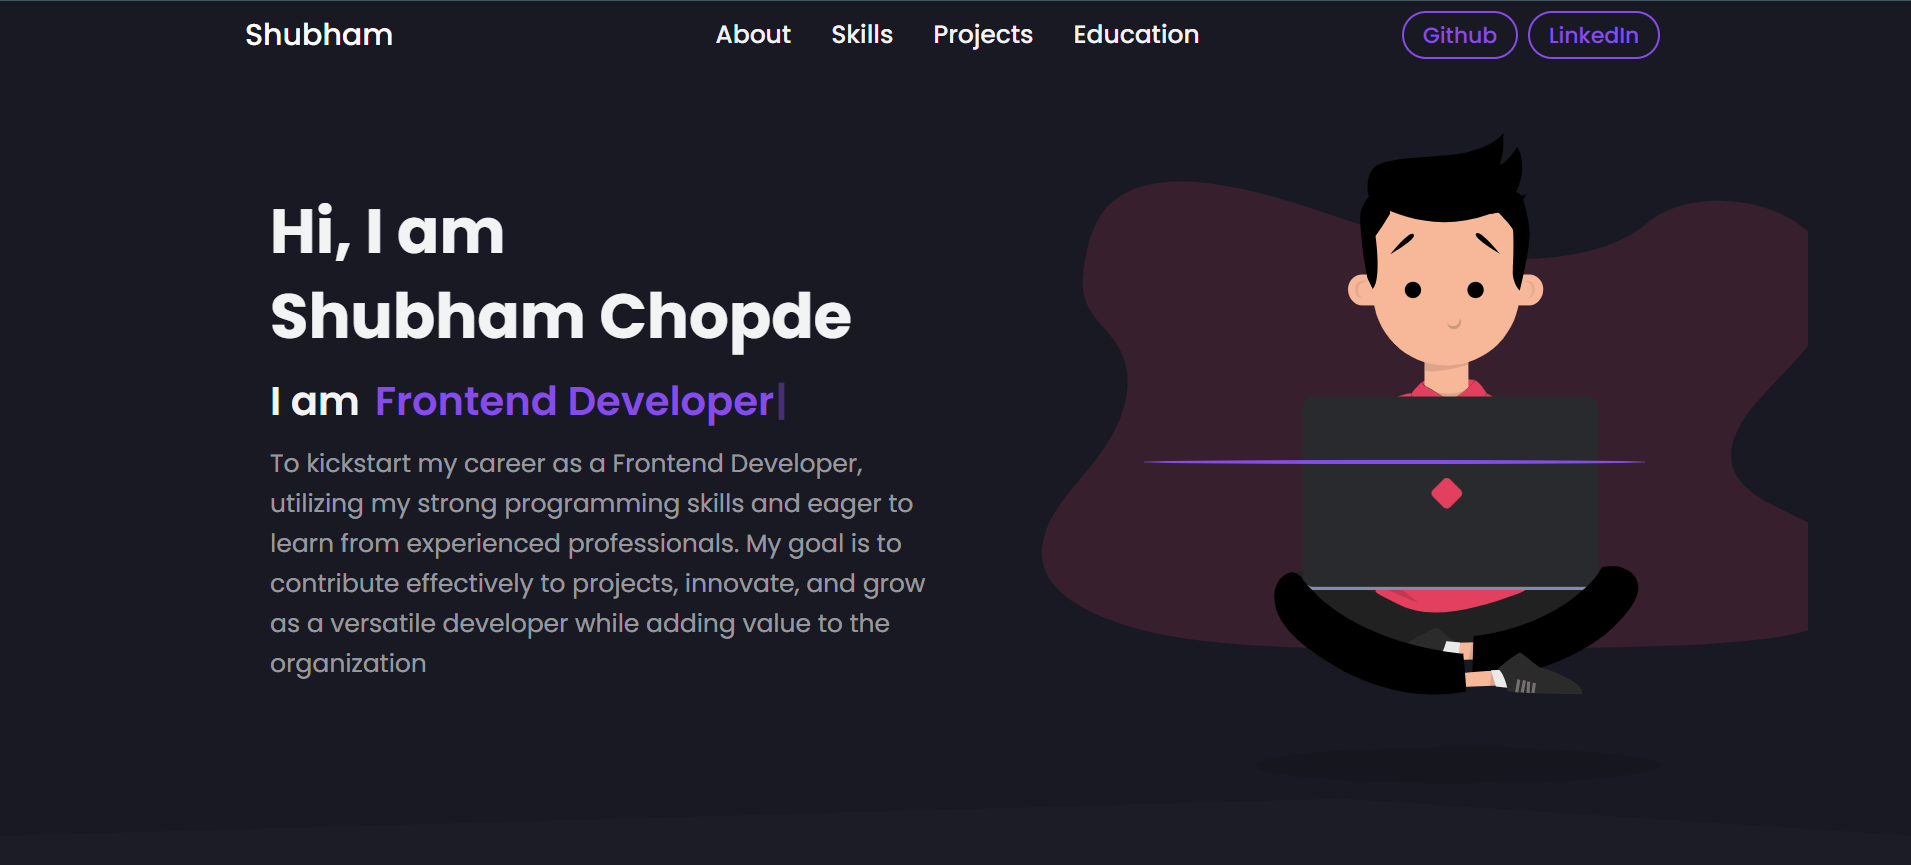 Shubham
About Skills Projects Education
Github LinkedIn
Hi, I am
Shubham Chopde
I am Frontend Developer|
To kickstart my career as a Frontend Developer,
utilizing my strong programming skills and eager to
learn from experienced professionals. My goal is to
contribute effectively to projects, innovate, and grow
as a versatile developer while adding value to the
organization